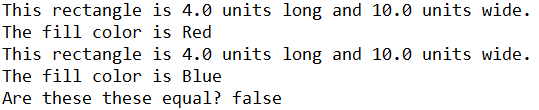 This rectangle is 4.0 units long and 10.0 units wide.
The fill color is Red
This rectangle is 4.0 units long and 10.0 units wide.
The fill color is Blue
Are these these equal? false